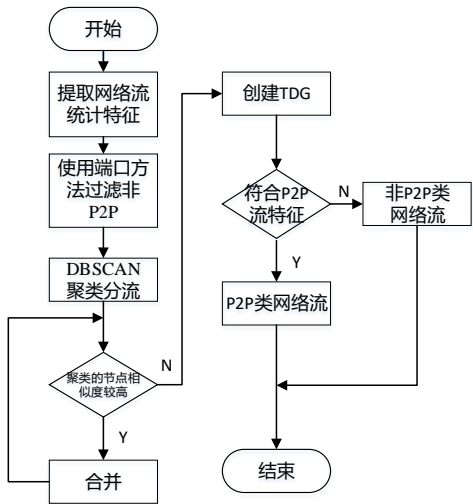 开始
提取网络流
统计特征
使用端口方
法过滤非
P2P
DBSCAN
聚类分流
聚类的节点相
似度较高
N
Y
合并
创建TDG
符合P2P
流特征
N
非P2P类
网络流
Y
P2P类网络流
结束